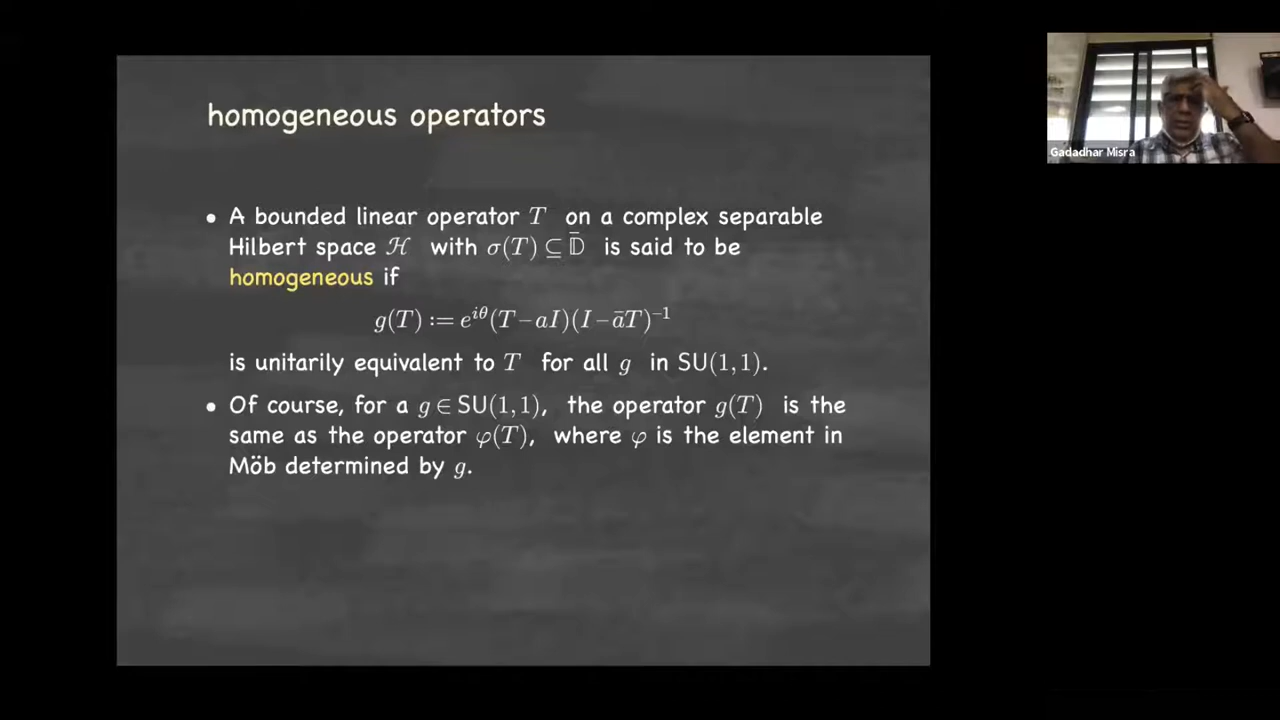 homogeneous operators
• A bounded linear operator T on a complex separable
Hilbert space ℋ with σ(T) ⊆ 𝔻̄ is said to be
homogeneous if
g(T) := e^{iθ}(T − aI)(I − āT)^{−1}
is unitarily equivalent to T for all g in SU(1,1).
• Of course, for a g ∈ SU(1,1), the operator g(T) is the
same as the operator φ(T), where φ is the element in
Möb determined by g.
Gadadhar Misra